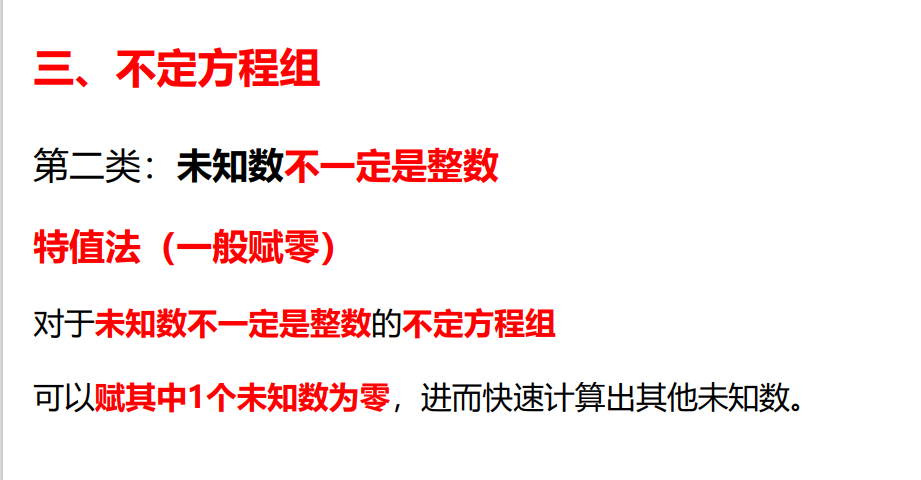 三、不定方程组
第二类：未知数不一定是整数
特值法（一般赋零）
对于未知数不一定是整数的不定方程组
可以赋其中1个未知数为零，进而快速计算出其他未知数。